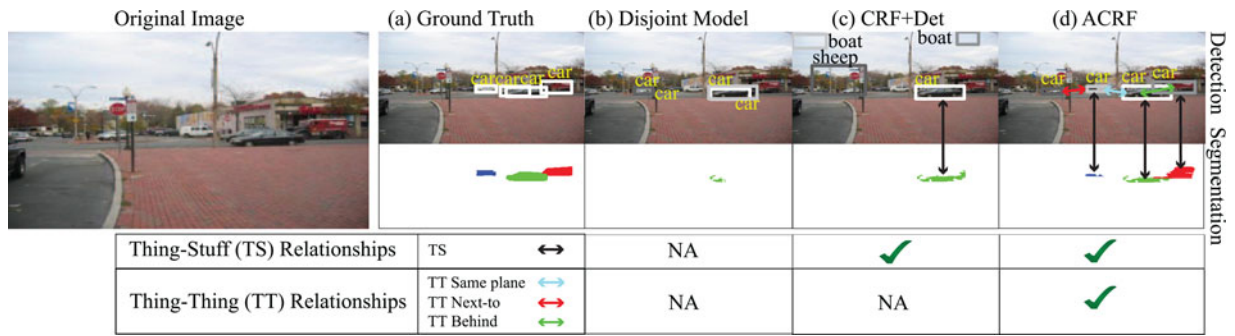 Original Image
(a) Ground Truth
(b) Disjoint Model
(c) CRF+Det
(d) ACRF
car car car car
car car car car
boat boat
sheep
car
car car car car
Detection
Segmentation
Thing-Stuff (TS) Relationships
TS
NA
Thing-Thing (TT) Relationships
TT Same plane
TT Next-to
TT Behind
NA
NA